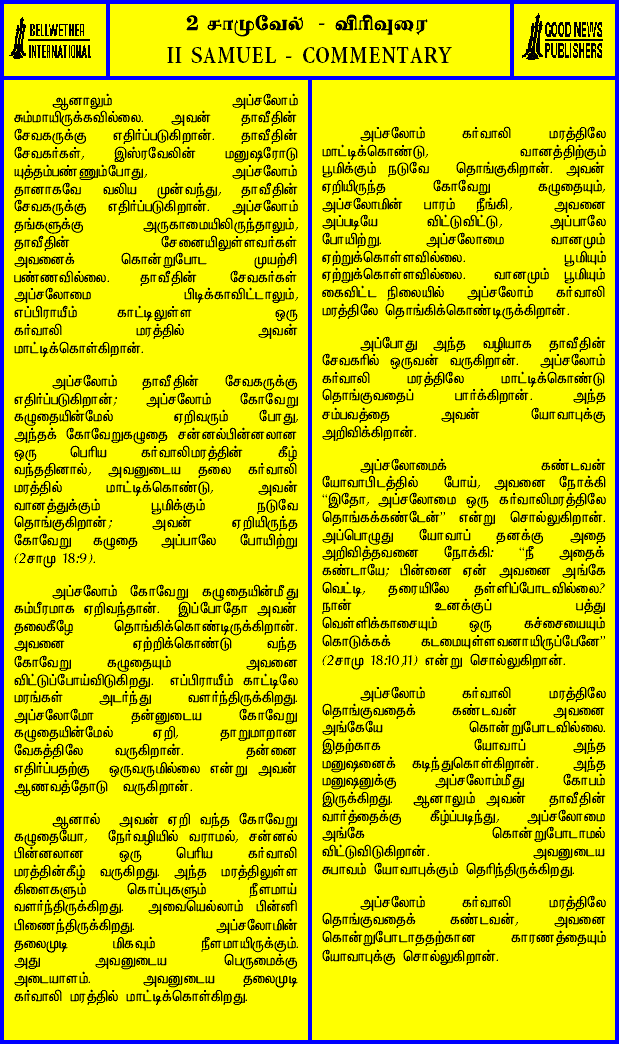 BELLWETHER
INTERNATIONAL
2 சாமுவேல் - விரிவுரை
II SAMUEL - COMMENTARY
GOOD NEWS
PUBLISHERS
ஆனாலும் அப்சலோம்
சும்மாயிருக்கவில்லை. அவன் தாவீதின்
சேவகருக்கு எதிர்ப்படுகிறான். தாவீதின்
சேவகர்கள், இஸ்ரவேலின் மனுஷரோடு
யுத்தம்பண்ணும்போது, அப்சலோம்
தானாகவே வலிய முன்வந்து, தாவீதின்
சேவகருக்கு எதிர்ப்படுகிறான். அப்சலோம்
தங்களுக்கு அருகாமையிலிருந்தாலும்,
தாவீதின் சேனையிலுள்ளவர்கள்
அவனைக் கொன்றுபோட முயற்சி
பண்ணவில்லை. தாவீதின் சேவகர்கள்
அப்சலோமை பிடிக்காவிட்டாலும்,
எப்பிராயீம் காட்டிலுள்ள ஒரு
கர்வாலி மரத்தில் அவன்
மாட்டிக்கொள்கிறான்.
அப்சலோம் தாவீதின் சேவகருக்கு
எதிர்படுகிறான்; அப்சலோம் கோவேறு
கழுதையின்மேல் ஏறிவரும் போது,
அந்தக் கோவேறுகழுதை சன்னல்பின்னலான
ஒரு பெரிய கர்வாலிமரத்தின் கீழ்
வந்ததினால், அவனுடைய தலை கர்வாலி
மரத்தில் மாட்டிக்கொண்டு, அவன்
வானத்துக்கும் பூமிக்கும் நடுவே
தொங்குகிறான்; அவன் ஏறியிருந்த
கோவேறு கழுதை அப்பாலே போயிற்று
(2சாமு 18:9).
அப்சலோம் கோவேறு கழுதையின்மீது
கம்பீரமாக ஏறிவந்தான். இப்போதோ அவன்
தலைகீழே தொங்கிக்கொண்டிருக்கிறான்.
அவனை ஏற்றிக்கொண்டு வந்த
கோவேறு கழுதையும் அவனை
விட்டுப்போய்விடுகிறது. எப்பிராயீம் காட்டிலே
மரங்கள் அடர்ந்து வளர்ந்திருக்கிறது.
அப்சலோமோ தன்னுடைய கோவேறு
கழுதையின்மேல் ஏறி, தாறுமாறான
வேகத்திலே வருகிறான். தன்னை
எதிர்ப்பதற்கு ஒருவருமில்லை என்று அவன்
ஆணவத்தோடு வருகிறான்.
ஆனால் அவன் ஏறி வந்த கோவேறு
கழுதையோ, நேர்வழியில் வராமல், சன்னல்
பின்னலான ஒரு பெரிய கர்வாலி
மரத்தின்கீழ் வருகிறது. அந்த மரத்திலுள்ள
கிளைகளும் கொப்புகளும் நீளமாய்
வளர்ந்திருக்கிறது. அவையெல்லாம் பின்னி
பிணைந்திருக்கிறது. அப்சலோமின்
தலைமுடி மிகவும் நீளமாயிருக்கும்.
அது அவனுடைய பெருமைக்கு
அடையாளம். அவனுடைய தலைமுடி
கர்வாலி மரத்தில் மாட்டிக்கொள்கிறது.
அப்சலோம் கர்வாலி மரத்திலே
மாட்டிக்கொண்டு, வானத்திற்கும்
பூமிக்கும் நடுவே தொங்குகிறான். அவன்
ஏறியிருந்த கோவேறு கழுதையும்,
அப்சலோமின் பாரம் நீங்கி, அவனை
அப்படியே விட்டுவிட்டு, அப்பாலே
போயிற்று. அப்சலோமை வானமும்
ஏற்றுக்கொள்ளவில்லை. பூமியும்
ஏற்றுக்கொள்ளவில்லை. வானமும் பூமியும்
கைவிட்ட நிலையில் அப்சலோம் கர்வாலி
மரத்திலே தொங்கிக்கொண்டிருக்கிறான்.
அப்போது அந்த வழியாக தாவீதின்
சேவகரில் ஒருவன் வருகிறான். அப்சலோம்
கர்வாலி மரத்திலே மாட்டிக்கொண்டு
தொங்குவதைப் பார்க்கிறான். அந்த
சம்பவத்தை அவன் யோவாபுக்கு
அறிவிக்கிறான்.
அப்சலோமைக் கண்டவன்
யோவாபிடத்தில் போய், அவனை நோக்கி
“இதோ, அப்சலோமை ஒரு கர்வாலிமரத்திலே
தொங்கக்கண்டேன்” என்று சொல்லுகிறான்.
அப்பொழுது யோவாப் தனக்கு அதை
அறிவித்தவனை நோக்கி: “நீ அதைக்
கண்டாயே; பின்னை ஏன் அவனை அங்கே
வெட்டி, தரையிலே தள்ளிப்போடவில்லை?
நான் உனக்குப் பத்து
வெள்ளிக்காசையும் ஒரு கச்சையையும்
கொடுக்கக் கடமையுள்ளவனாயிருப்பேனே”
(2சாமு 18:10,11) என்று சொல்லுகிறான்.
அப்சலோம் கர்வாலி மரத்திலே
தொங்குவதைக் கண்டவன் அவனை
அங்கேயே கொன்றுபோடவில்லை.
இதற்காக யோவாப் அந்த
மனுஷனைக் கடிந்துகொள்கிறான். அந்த
மனுஷனுக்கு அப்சலோம்மீது கோபம்
இருக்கிறது. ஆனாலும் அவன் தாவீதின்
வார்த்தைக்கு கீழ்ப்படிந்து, அப்சலோமை
அங்கே கொன்றுபோடாமல்
விட்டுவிடுகிறான். அவனுடைய
சுபாவம் யோவாபுக்கும் தெரிந்திருக்கிறது.
அப்சலோம் கர்வாலி மரத்திலே
தொங்குவதைக் கண்டவன், அவனை
கொன்றுபோடாததற்கான காரணத்தையும்
யோவாபுக்கு சொல்லுகிறான்.